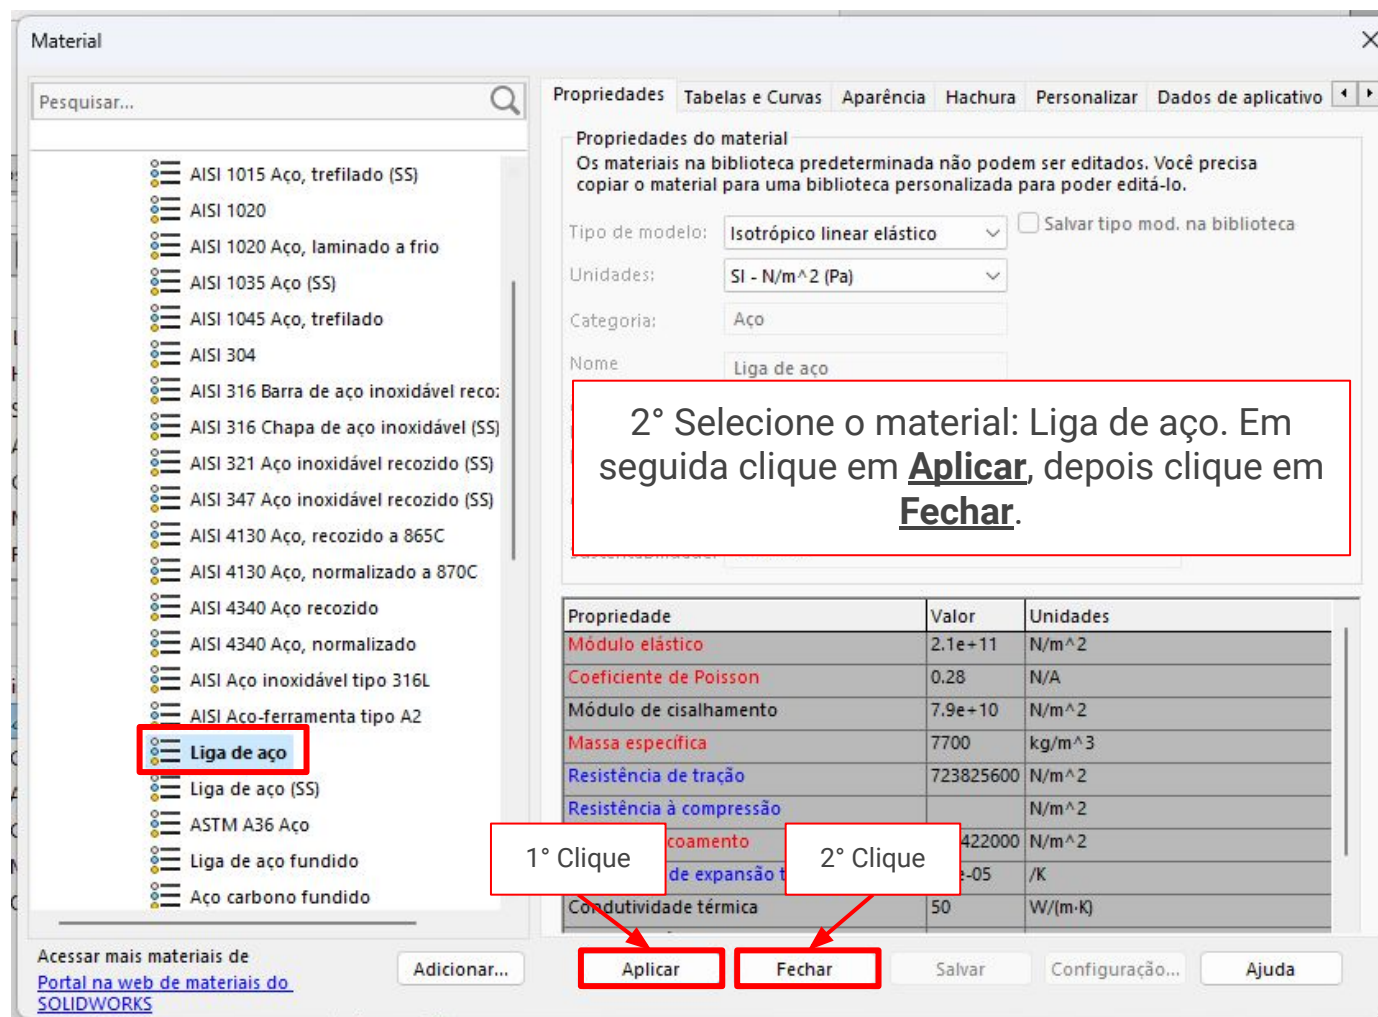 Material
Pesquisar...
AISI 1015 Aço, trefilado (SS)
AISI 1020
AISI 1020 Aço, laminado a frio
AISI 1035 Aço (SS)
AISI 1045 Aço, trefilado
AISI 304
AISI 316 Barra de aço inoxidável
AISI 316 Chapa de aço inoxidável (SS)
AISI 321 Aço inoxidável recozido (SS)
AISI 347 Aço inoxidável recozido (SS)
AISI 4130 Aço, recozido a 865C
AISI 4130 Aço, normalizado a 870C
AISI 4340 Aço recozido
AISI 4340 Aço, normalizado
AISI Aço inoxidável tipo 316L
AISI Aço-ferramenta tipo A2
Liga de aço
Liga de aço (SS)
ASTM A36 Aço
Liga de aço fundido
Aço carbono fundido
Acessar mais materiais de
Portal na web de materiais do
SOLIDWORKS
Adicionar...
Propriedades Tabelas e Curvas Aparência Hachura Personalizar Dados de aplicativo
Propriedades do material
Os materiais na biblioteca predeterminada não podem ser editados. Você precisa
copiar o material para uma biblioteca personalizada para poder editá-lo.
Tipo de modelo: Isotrópico linear elástico Salvar tipo mod. na biblioteca
Unidades: SI - N/m^2 (Pa)
Categoria: Aço
Nome Liga de aço
2° Selecione o material: Liga de aço. Em
seguida clique em Aplicar, depois clique em
Fechar.
Propriedade Valor Unidades
Módulo elástico 2.1e+11 N/m^2
Coeficiente de Poisson 0.28 N/A
Módulo de cisalhamento 7.9e+10 N/m^2
Massa específica 7700 kg/m^3
Resistência de tração 723825600 N/m^2
Resistência à compressão N/m^2
coamento 422000 N/m^2
de expansão e-05 /K
Condutividade térmica 50 W/(m·K)
1° Clique
2° Clique
Aplicar Fechar Salvar Configuração... Ajuda